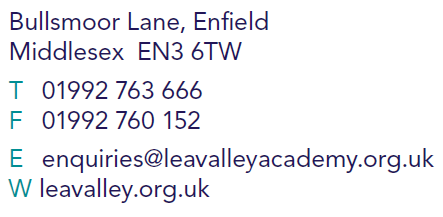 Bullsmoor Lane, Enfield
Middlesex  EN3 6TW
T 01992 763 666
F 01992 760 152
E enquiries@leavalleyacademy.org.uk
W leavalley.org.uk